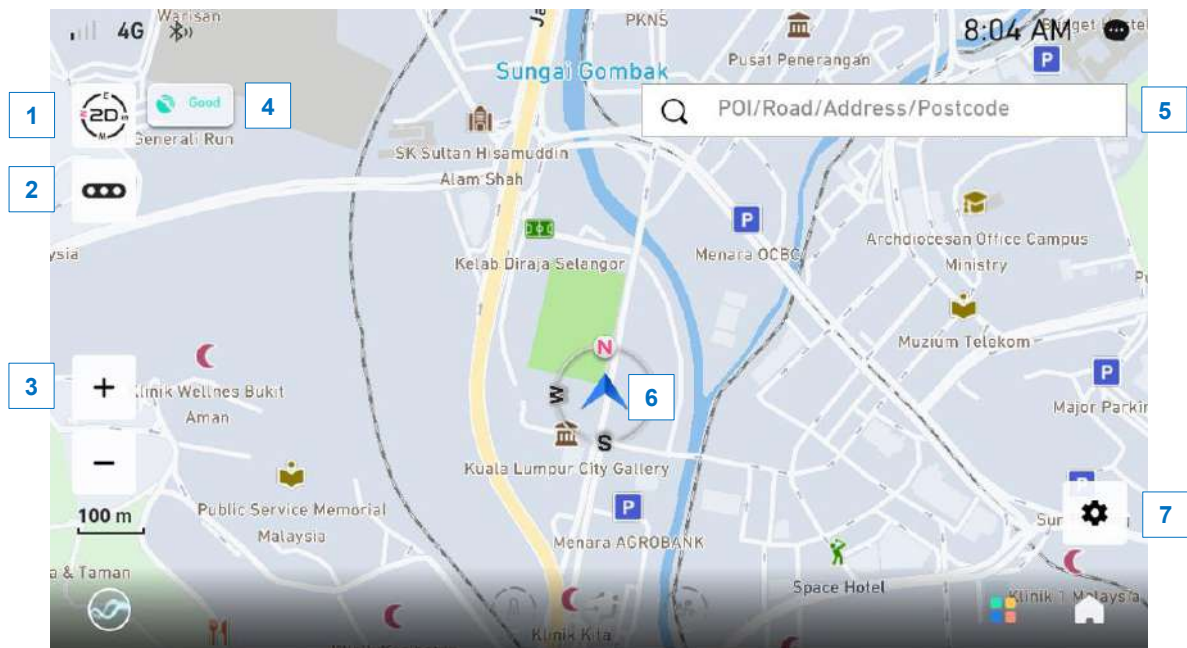 Warisan
PKNS
4G
8:04 AM
Pusat Penerangan
P
Sungai Gombak
1
2D
Good
4
POI/Road/Address/Postcode
5
Generali Run
SK Sultan Hisamuddin
Alam Shah
2
P
Archdiocesan Office Campus
Ministry
ysia
Kelab Diraja Selangor
Menara OCBC
Muzium Telekom
N
3
+
Klinik Wellnes Bukit
Aman
W
6
P
Major Parkin
S
Kuala Lumpur City Gallery
−
100 m
Public Service Memorial
Malaysia
P
Menara AGROBANK
7
a & Taman
Space Hotel
Klinik 1 Malaysia
Klinik Kita